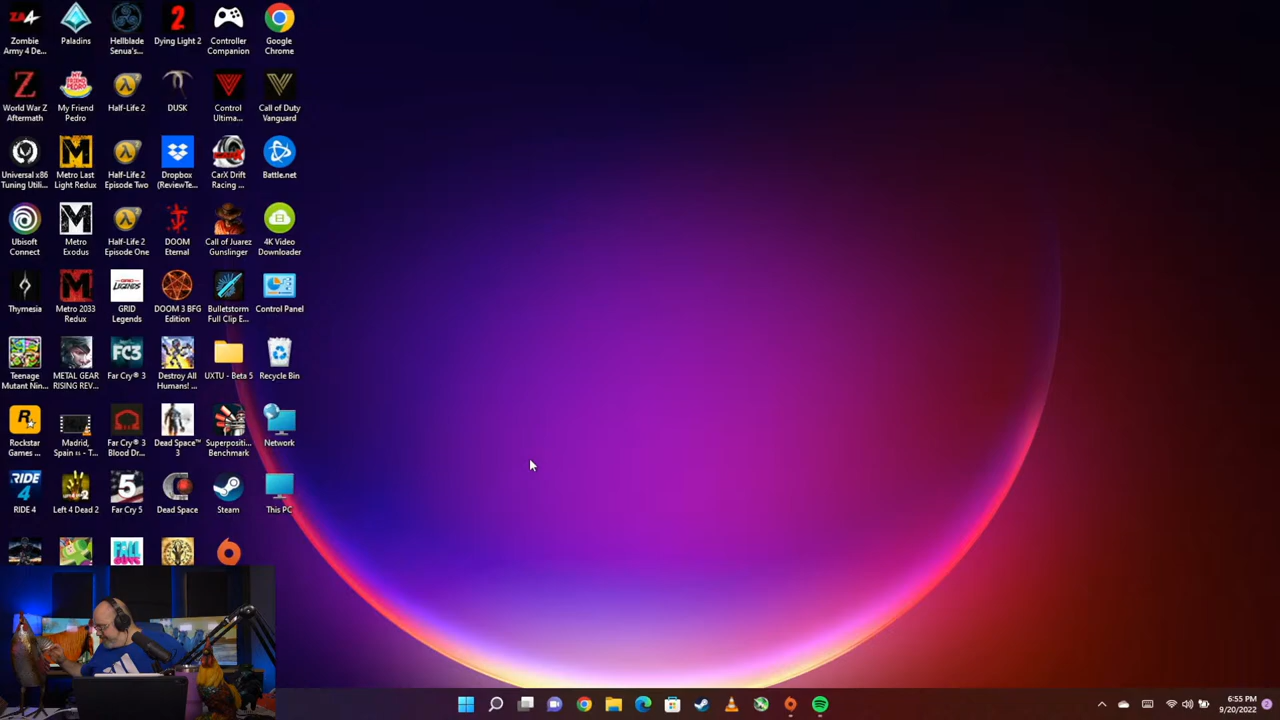 Zombie
Army 4 De...
Paladins
Hellblade
Senua's...
2
Dying Light 2
Controller
Companion
Google
Chrome
World War Z
Aftermath
My Friend
Pedro
Half-Life 2
DUSK
Control
Ultima...
Call of Duty
Vanguard
Universal x86
Tuning Utili...
Metro Last
Light Redux
Half-Life 2
Episode Two
Dropbox
(ReviewTe...
CarX Drift
Racing ...
Battle.net
Ubisoft
Connect
Metro
Exodus
Half-Life 2
Episode One
DOOM
Eternal
Call of Juarez
Gunslinger
4K Video
Downloader
Thymesia
Metro 2033
Redux
GRID
Legends
DOOM 3 BFG
Edition
Bulletstorm
Full Clip E...
Control Panel
Teenage
Mutant Nin...
METAL GEAR
RISING REV...
FC3
Far Cry® 3
Destroy All
Humans! ...
UXTU - Beta 5
Recycle Bin
Rockstar
Games ...
Madrid,
Far Cry® 3
Blood Dr...
Dead Space™
3
Superpositi...
Benchmark
Network
RIDE
4
RIDE 4
Left 4 Dead 2
5
Far Cry 5
Dead Space
Steam
This PC
6:55 PM
9/20/2022
2